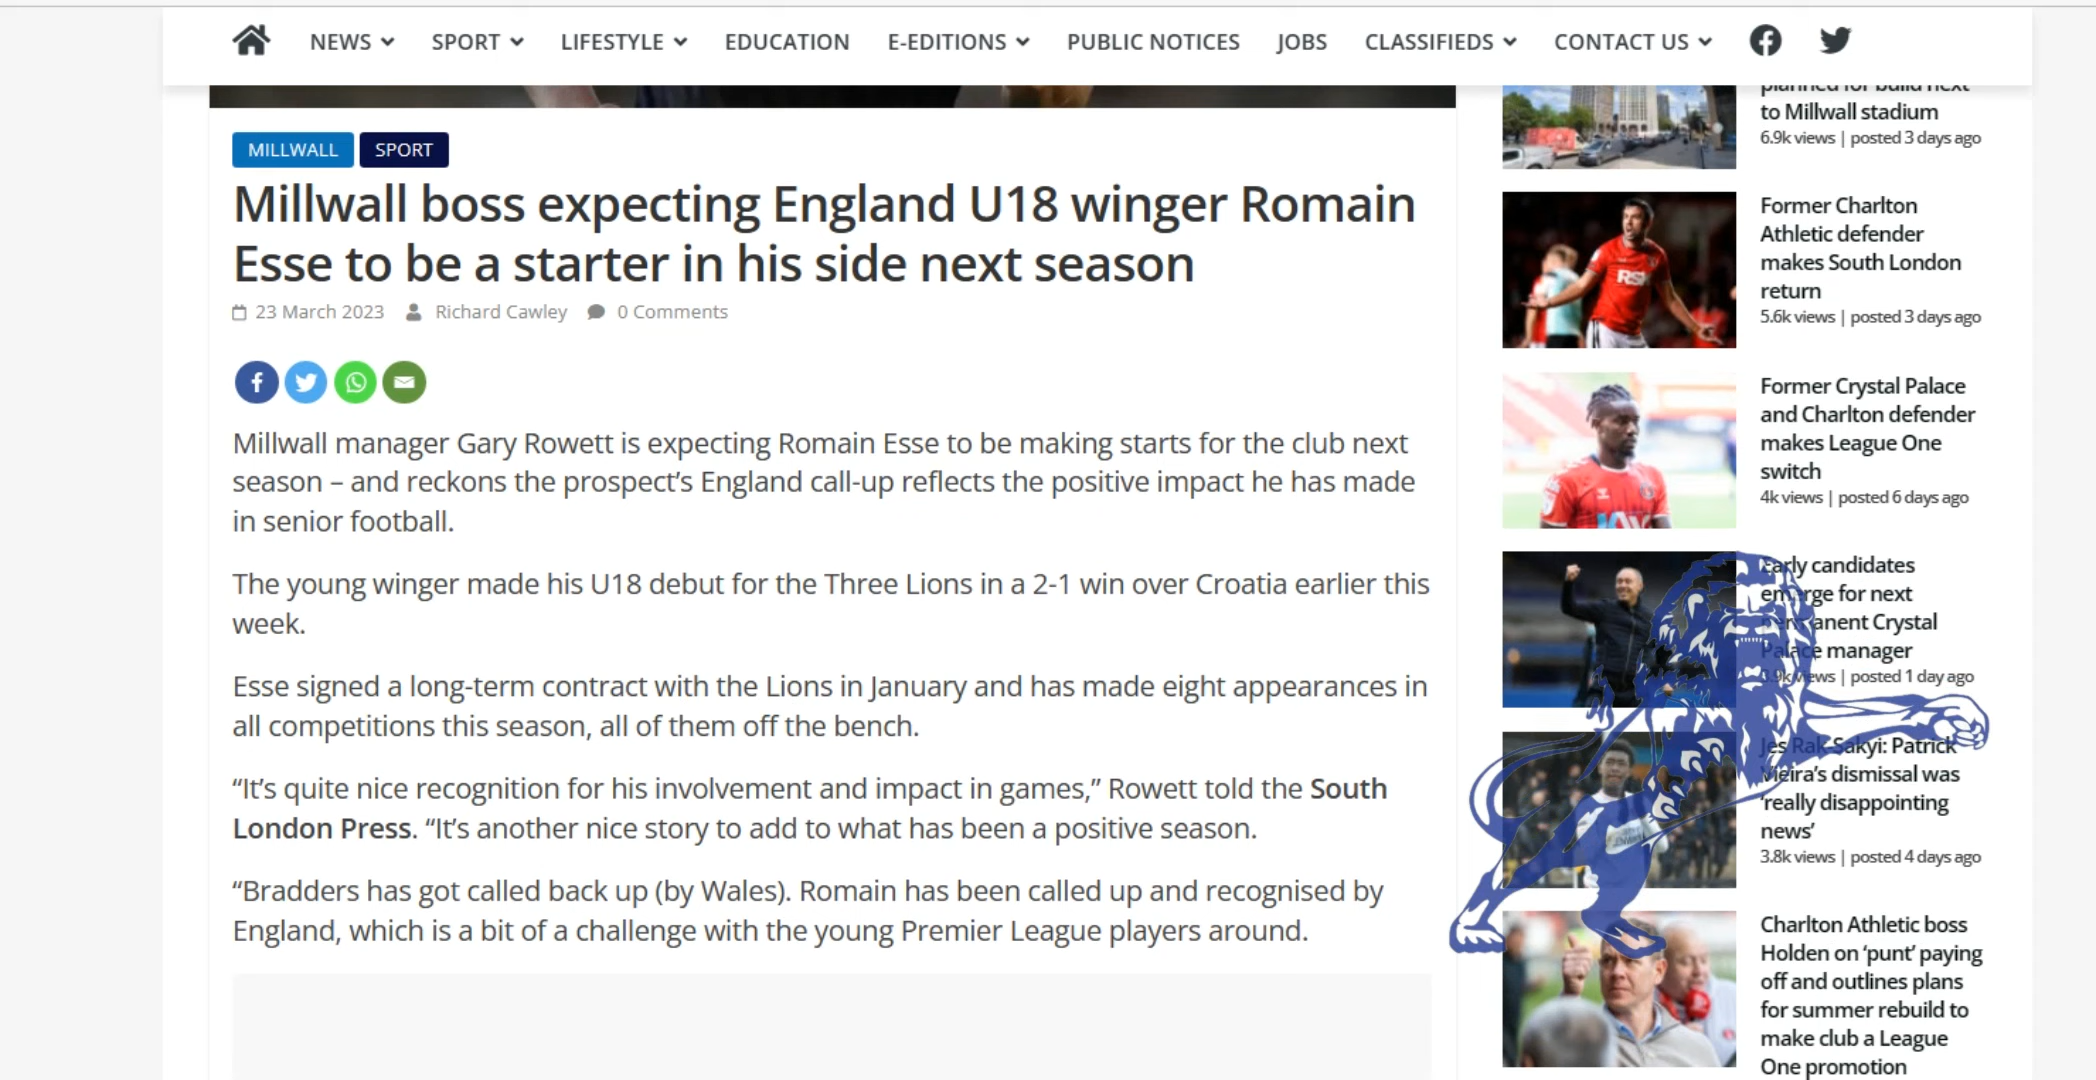 NEWS SPORT LIFESTYLE EDUCATION E-EDITIONS PUBLIC NOTICES JOBS CLASSIFIEDS CONTACT US
MILLWALL SPORT
Millwall boss expecting England U18 winger Romain
Esse to be a starter in his side next season
23 March 2023 Richard Cawley 0 Comments
Millwall manager Gary Rowett is expecting Romain Esse to be making starts for the club next
season – and reckons the prospect’s England call-up reflects the positive impact he has made
in senior football.
The young winger made his U18 debut for the Three Lions in a 2-1 win over Croatia earlier this
week.
Esse signed a long-term contract with the Lions in January and has made eight appearances in
all competitions this season, all of them off the bench.
“It’s quite nice recognition for his involvement and impact in games,” Rowett told the South
London Press. “It’s another nice story to add to what has been a positive season.
“Bradders has got called back up (by Wales). Romain has been called up and recognised by
England, which is a bit of a challenge with the young Premier League players around.
planned for build next
to Millwall stadium
6.9k views | posted 3 days ago
Former Charlton
Athletic defender
makes South London
return
5.6k views | posted 3 days ago
Former Crystal Palace
and Charlton defender
makes League One
switch
4k views | posted 6 days ago
Early candidates
emerge for next
permanent Crystal
Palace manager
3.9k views | posted 1 day ago
Jes Rak-Sakyi: Patrick
Vieira’s dismissal was
‘really disappointing
news’
3.8k views | posted 4 days ago
Charlton Athletic boss
Holden on ‘punt’ paying
off and outlines plans
for summer rebuild to
make club a League
One promotion